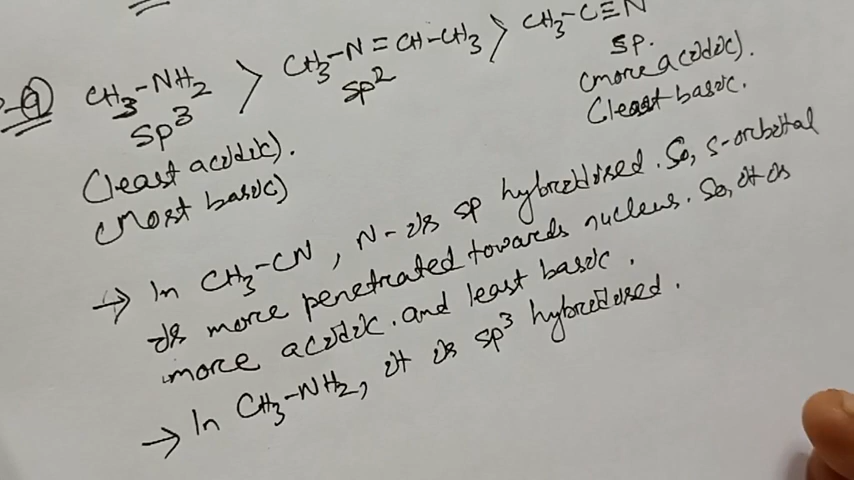 9
CH3-NH2 > CH3-N=CH-CH3 > CH3-C≡N
sp3 sp2 sp.
(least acidic). (more acidic).
(Most basic) (least basic.
→ In CH3-CN, N-is sp hybridised. So, s-orbital
is more penetrated towards nucleus. So, it is
more acidic. and least basic.
→ In CH3-NH2, it is sp3 hybridised.